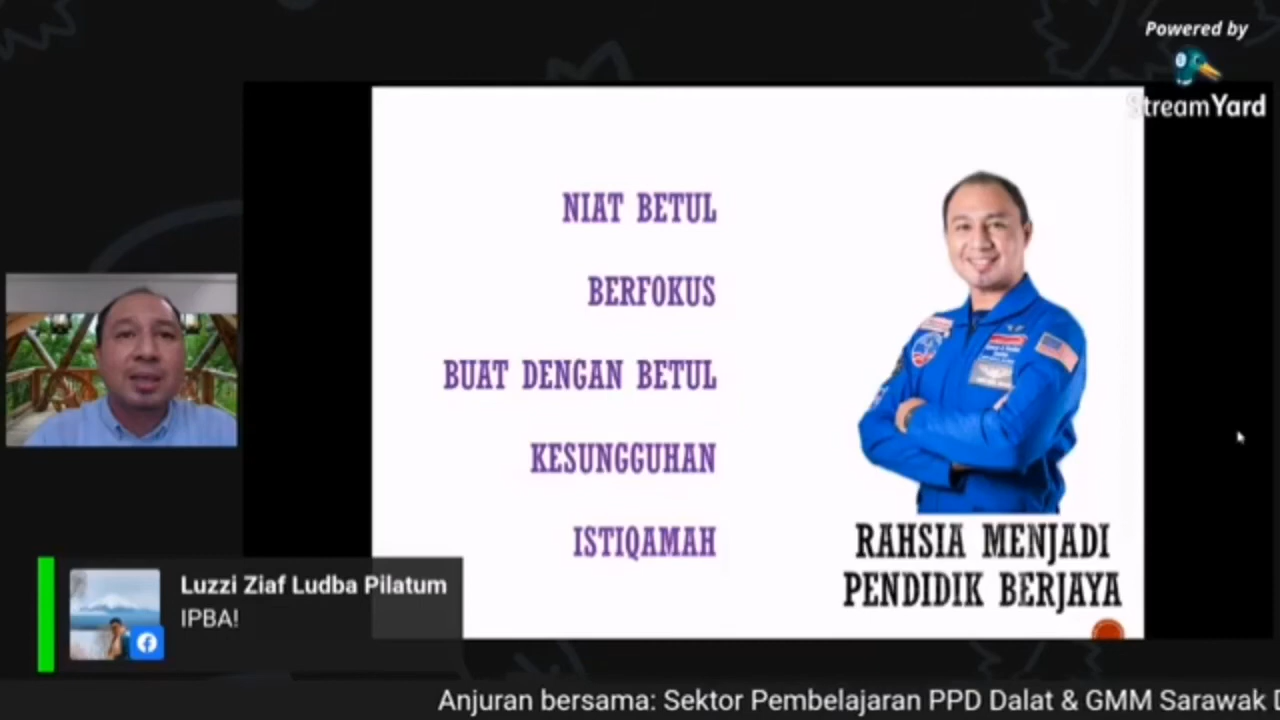 Powered by
StreamYard
NIAT BETUL
BERFOKUS
BUAT DENGAN BETUL
KESUNGGUHAN
ISTIQAMAH
RAHSIA MENJADI
PENDIDIK BERJAYA
Luzzi Ziaf Ludba Pilatum
IPBA!
Anjuran bersama: Sektor Pembelajaran PPD Dalat & GMM Sarawak